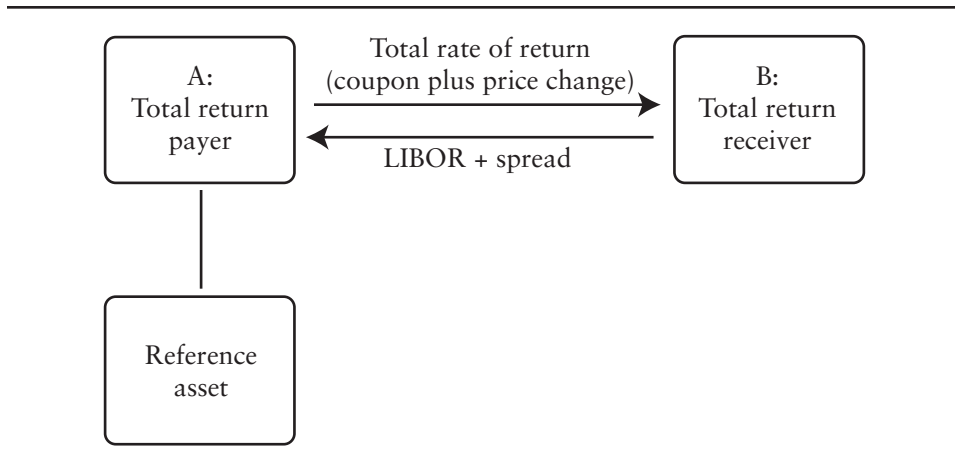 A:
Total return
payer
Total rate of return
(coupon plus price change)
LIBOR + spread
B:
Total return
receiver
Reference
asset